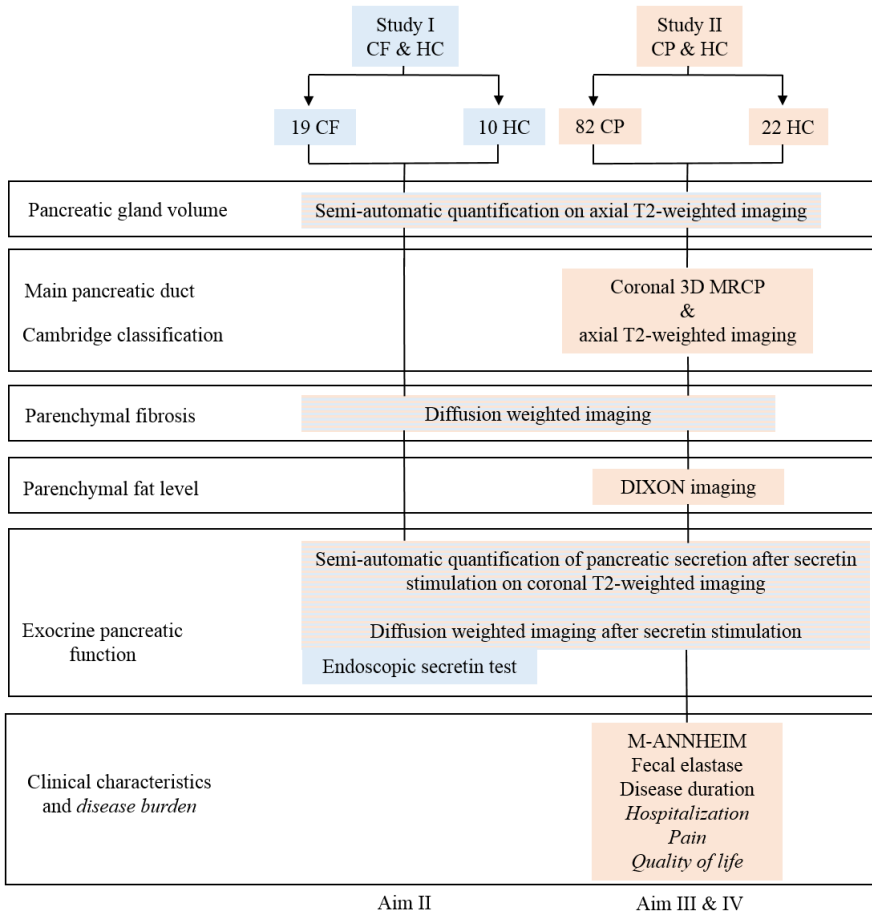 Study I
CF & HC
Study II
CP & HC
19 CF
10 HC
82 CP
22 HC
Pancreatic gland volume
Semi-automatic quantification on axial T2-weighted imaging
Main pancreatic duct
Cambridge classification
Coronal 3D MRCP
&
axial T2-weighted imaging
Parenchymal fibrosis
Diffusion weighted imaging
Parenchymal fat level
DIXON imaging
Exocrine pancreatic
function
Semi-automatic quantification of pancreatic secretion after secretin
stimulation on coronal T2-weighted imaging
Diffusion weighted imaging after secretin stimulation
Endoscopic secretin test
Clinical characteristics
and disease burden
M-ANNHEIM
Fecal elastase
Disease duration
Hospitalization
Pain
Quality of life
Aim II
Aim III & IV